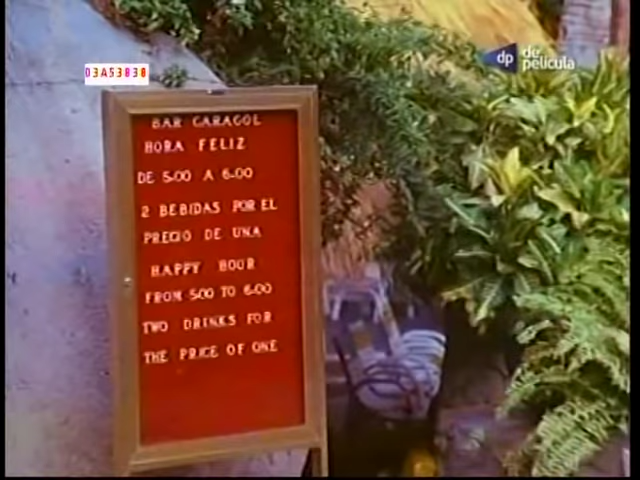 D3A53838
dp de película
BAR CARACOL
HORA FELIZ
DE 5:00 A 6:00
2 BEBIDAS POR EL
PRECIO DE UNA
HAPPY HOUR
FROM 5:00 TO 6:00
TWO DRINKS FOR
THE PRICE OF ONE